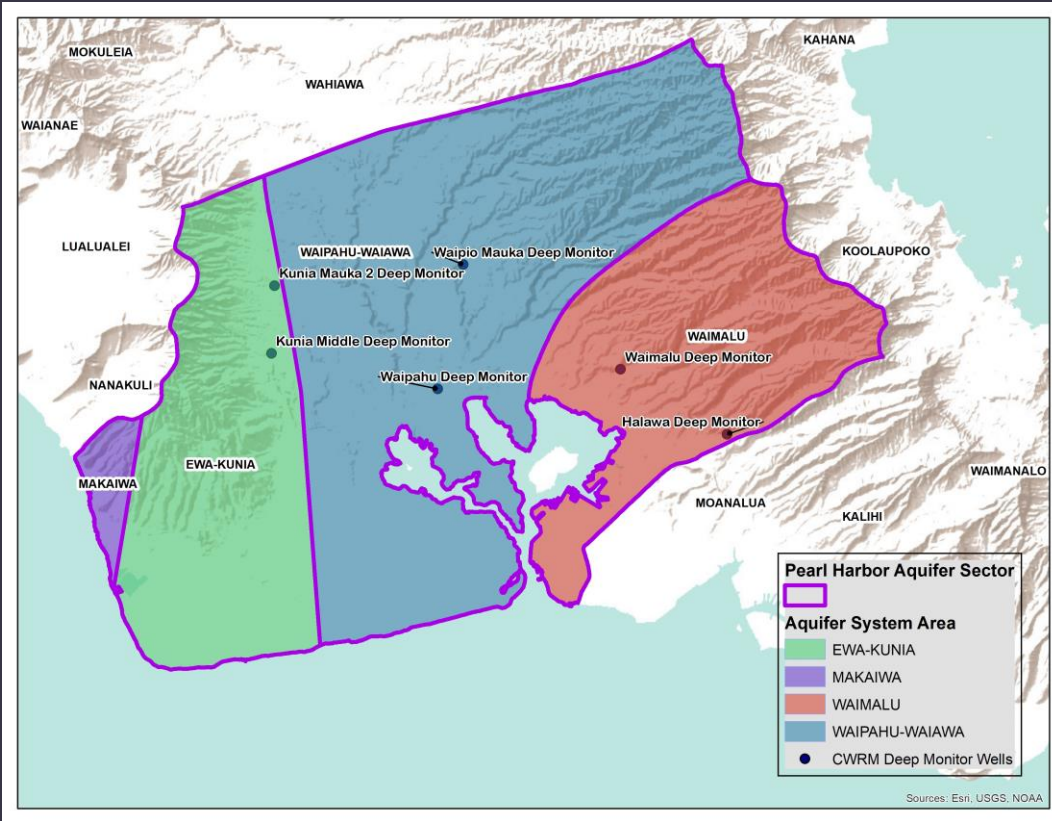 KAHANA
MOKULEIA
WAHIAWA
WAIANAE
LUALUALEI
WAIPAHU-WAIAWA
Waipio Mauka Deep Monitor
KOOLAUPOKO
Kunia Mauka 2 Deep Monitor
WAIMALU
Kunia Middle Deep Monitor
Waimalu Deep Monitor
NANAKULI
Waipahu Deep Monitor
Halawa Deep Monitor
EWA-KUNIA
WAIMANALO
MAKAIWA
MOANALUA
KALIHI
Pearl Harbor Aquifer Sector
Aquifer System Area
EWA-KUNIA
MAKAIWA
WAIMALU
WAIPAHU-WAIAWA
CWRM Deep Monitor Wells
Sources: Esri, USGS, NOAA